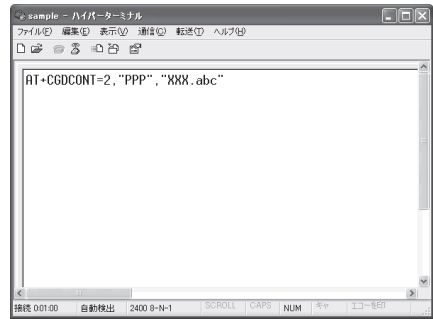 sample - ハイパーターミナル
ファイル(F) 編集(E) 表示(V) 通信(C) 転送(T) ヘルプ(H)
AT+CGDCONT=2,"PPP","XXX.abc"
接続 0:01:00 自動検出 2400 8-N-1 SCROLL CAPS NUM キャ エコーを印